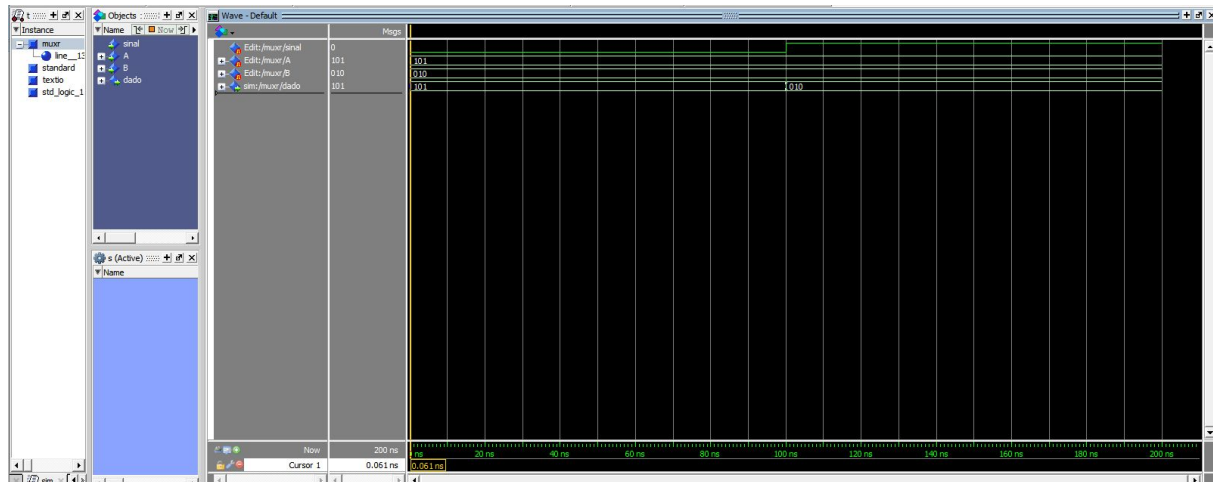 t
Objects
Wave - Default
Instance
Name
Now
Msgs
muxr
line__13
standard
textio
std_logic_1
sinal
A
B
dado
Edit:/muxr/sinal 0
Edit:/muxr/A 101 101
Edit:/muxr/B 010 010
sim:/muxr/dado 101 101 010
s (Active)
Name
Now 200 ns
ns 20 ns 40 ns 60 ns 80 ns 100 ns 120 ns 140 ns 160 ns 180 ns 200 ns
Cursor 1 0.061 ns 0.061 ns
sim